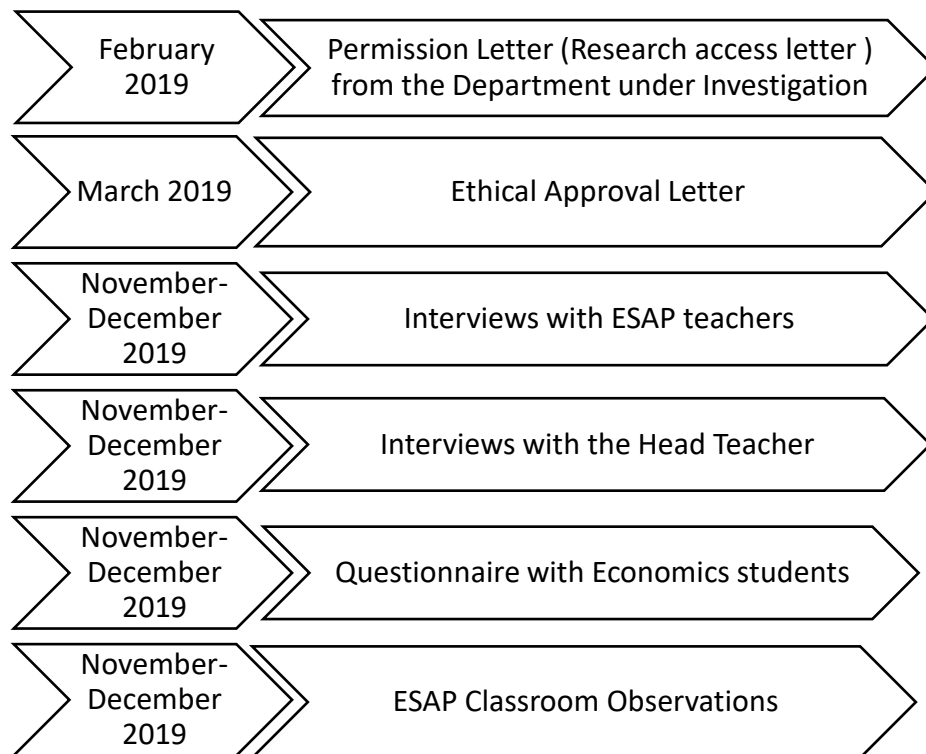 February
2019
Permission Letter (Research access letter )
from the Department under Investigation
March 2019
Ethical Approval Letter
November-
December
2019
Interviews with ESAP teachers
November-
December
2019
Interviews with the Head Teacher
November-
December
2019
Questionnaire with Economics students
November-
December
2019
ESAP Classroom Observations